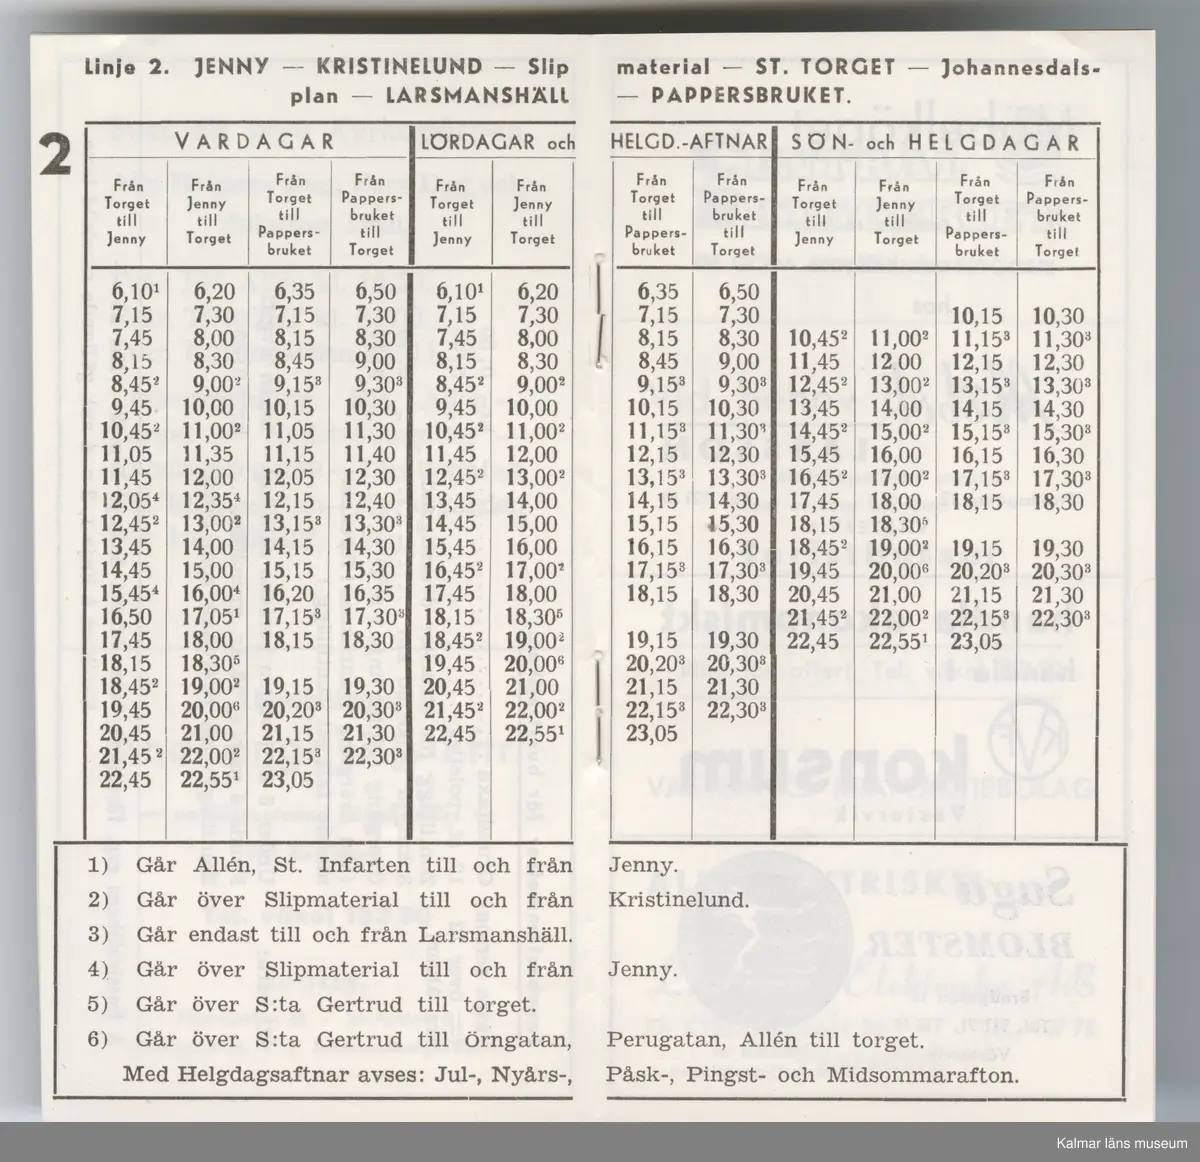 Linje 2. JENNY — KRISTINELUND — Slip material — ST. TORGET — Johannesdals-
plan — LARSMANSHÄLL — PAPPERSBRUKET.
2
VARDAGAR LÖRDAGAR och HELGD.-AFTNAR SÖN- och HELGDAGAR
Från Torget till Jenny | Från Jenny till Torget | Från Torget till Pappers-bruket | Från Pappers-bruket till Torget | Från Torget till Jenny | Från Jenny till Torget | Från Torget till Pappers-bruket | Från Pappers-bruket till Torget | Från Torget till Jenny | Från Jenny till Torget | Från Torget till Pappers-bruket | Från Pappers-bruket till Torget
6,10¹ 6,20 6,35 6,50 6,10¹ 6,20 6,35 6,50
7,15 7,30 7,15 7,30 7,15 7,30 7,15 7,30 10,15 10,30
7,45 8,00 8,15 8,30 7,45 8,00 8,15 8,30 10,45² 11,00² 11,15³ 11,30³
8,15 8,30 8,45 9,00 8,15 8,30 8,45 9,00 11,45 12,00 12,15 12,30
8,45² 9,00² 9,15³ 9,30³ 8,45² 9,00² 9,15³ 9,30³ 12,45² 13,00² 13,15³ 13,30³
9,45 10,00 10,15 10,30 9,45 10,00 10,15 10,30 13,45 14,00 14,15 14,30
10,45² 11,00² 11,05 11,30 10,45² 11,00² 11,15³ 11,30³ 14,45² 15,00² 15,15³ 15,30³
11,05 11,35 11,15 11,40 11,45 12,00 12,15 12,30 15,45 16,00 16,15 16,30
11,45 12,00 12,05 12,30 12,45² 13,00² 13,15³ 13,30³ 16,45² 17,00² 17,15³ 17,30³
12,05⁴ 12,35⁴ 12,15 12,40 13,45 14,00 14,15 14,30 17,45 18,00 18,15 18,30
12,45² 13,00² 13,15³ 13,30³ 14,45 15,00 15,15 15,30 18,15 18,30⁵
13,45 14,00 14,15 14,30 15,45 16,00 16,15 16,30 18,45² 19,00² 19,15 19,30
14,45 15,00 15,15 15,30 16,45² 17,00² 17,15³ 17,30³ 19,45 20,00⁶ 20,20³ 20,30³
15,45⁴ 16,00⁴ 16,20 16,35 17,45 18,00 18,15 18,30 20,45 21,00 21,15 21,30
16,50 17,05¹ 17,15³ 17,30³ 18,15 18,30⁵ 21,45² 22,00² 22,15³ 22,30³
17,45 18,00 18,15 18,30 18,45² 19,00² 19,15 19,30 22,45 22,55¹ 23,05
18,15 18,30⁵ 19,45 20,00⁶ 20,20³ 20,30³
18,45² 19,00² 19,15 19,30 20,45 21,00 21,15 21,30
19,45 20,00⁶ 20,20³ 20,30³ 21,45² 22,00² 22,15³ 22,30³
20,45 21,00 21,15 21,30 22,45 22,55¹ 23,05
21,45² 22,00² 22,15³ 22,30³
22,45 22,55¹ 23,05
1) Går Allén, St. Infarten till och från Jenny.
2) Går över Slipmaterial till och från Kristinelund.
3) Går endast till och från Larsmanshäll.
4) Går över Slipmaterial till och från Jenny.
5) Går över S:ta Gertrud till torget.
6) Går över S:ta Gertrud till Örngatan, Perugatan, Allén till torget.
Med Helgdagsaftnar avses: Jul-, Nyårs-, Påsk-, Pingst- och Midsommarafton.
Kalmar läns museum